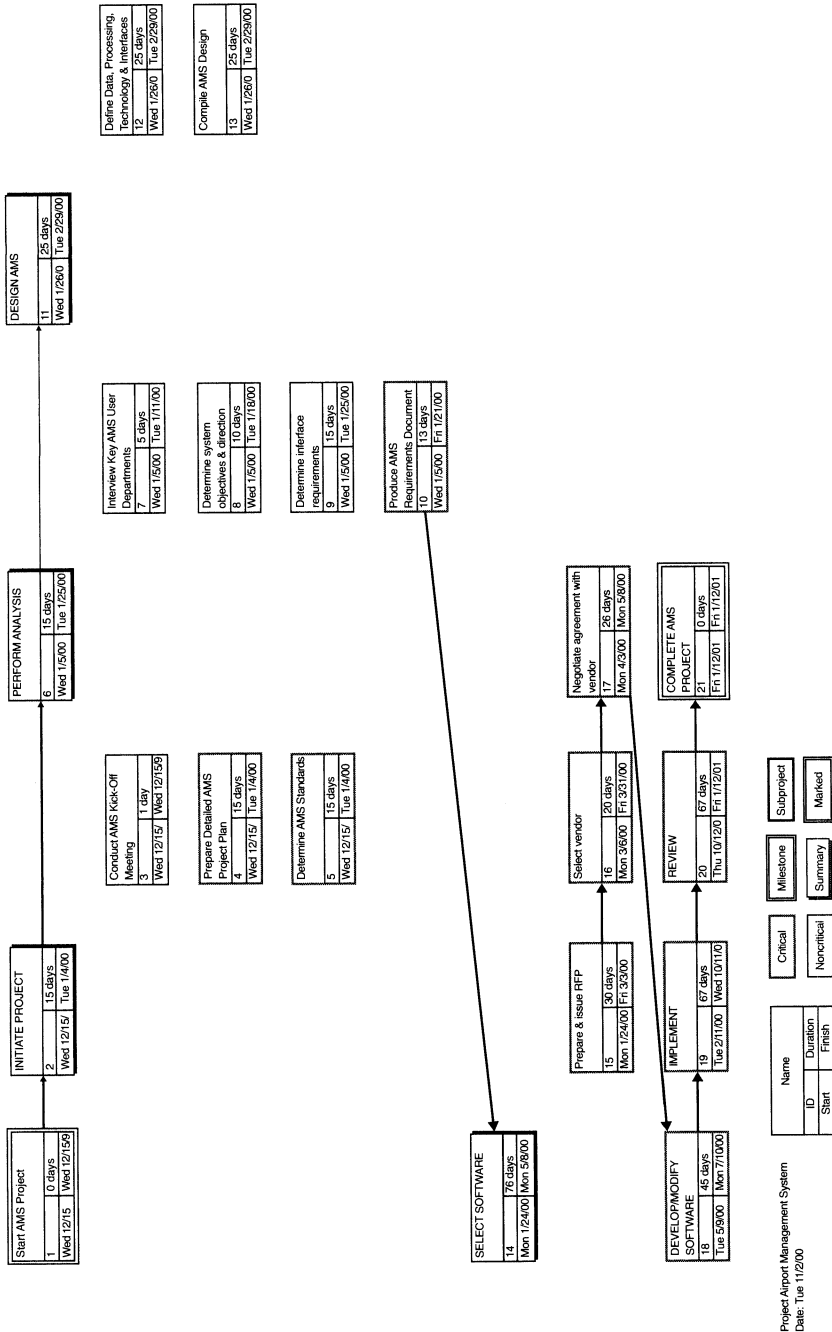 Start AMS Project
1 0 days
Wed 12/15 Wed 12/15/9
INITIATE PROJECT
2 15 days
Wed 12/15/ Tue 1/4/00
PERFORM ANALYSIS
6 15 days
Wed 1/5/00 Tue 1/25/00
DESIGN AMS
11 25 days
Wed 1/26/0 Tue 2/29/00
Conduct AMS Kick-Off
Meeting
3 1 day
Wed 12/15/ Wed 12/15/9
Prepare Detailed AMS
Project Plan
4 15 days
Wed 12/15/ Tue 1/4/00
Determine AMS Standards
5 15 days
Wed 12/15/ Tue 1/4/00
Interview Key AMS User
Departments
7 5 days
Wed 1/5/00 Tue 1/11/00
Determine system
objectives & direction
8 10 days
Wed 1/5/00 Tue 1/18/00
Determine inferface
requirements
9 15 days
Wed 1/5/00 Tue 1/25/00
Produce AMS
Requirements Document
10 13 days
Wed 1/5/00 Fri 1/21/00
Define Data, Processing,
Technology & Interfaces
12 25 days
Wed 1/26/0 Tue 2/29/00
Compile AMS Design
13 25 days
Wed 1/26/0 Tue 2/29/00
SELECT SOFTWARE
14 76 days
Mon 1/24/00 Mon 5/8/00
Prepare & issue RFP
15 30 days
Mon 1/24/00 Fri 3/3/00
Select vendor
16 20 days
Mon 3/6/00 Fri 3/31/00
Negotiate agreement with
vendor
17 26 days
Mon 4/3/00 Mon 5/8/00
DEVELOP/MODIFY
SOFTWARE
18 45 days
Tue 5/9/00 Mon 7/10/00
IMPLEMENT
19 67 days
Tue 2/11/00 Wed 10/11/0
REVIEW
20 67 days
Thu 10/12/0 Fri 1/12/01
COMPLETE AMS
PROJECT
21 0 days
Fri 1/12/01 Fri 1/12/01
Project Airport Management System
Date: Tue 11/2/00
Name
ID Duration
Start Finish
Critical Milestone Subproject
Noncritical Summary Marked